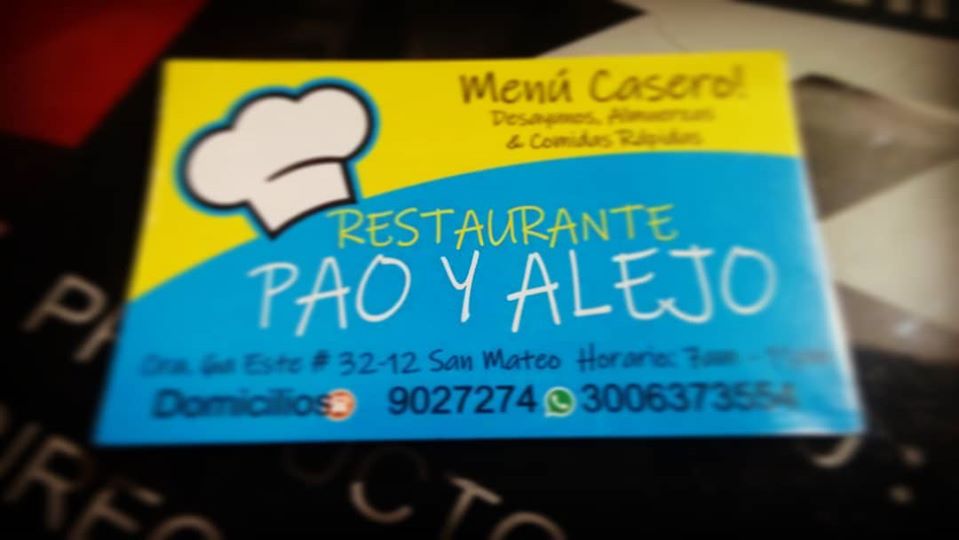 Menú Casero!
Desayunos, Almuerzos
& Comidas Rápidas
RESTAURANTE
PAO Y ALEJO
Cra. 6a Este # 32-12 San Mateo Horario: 7am -
Domicilios 9027274 3006373554